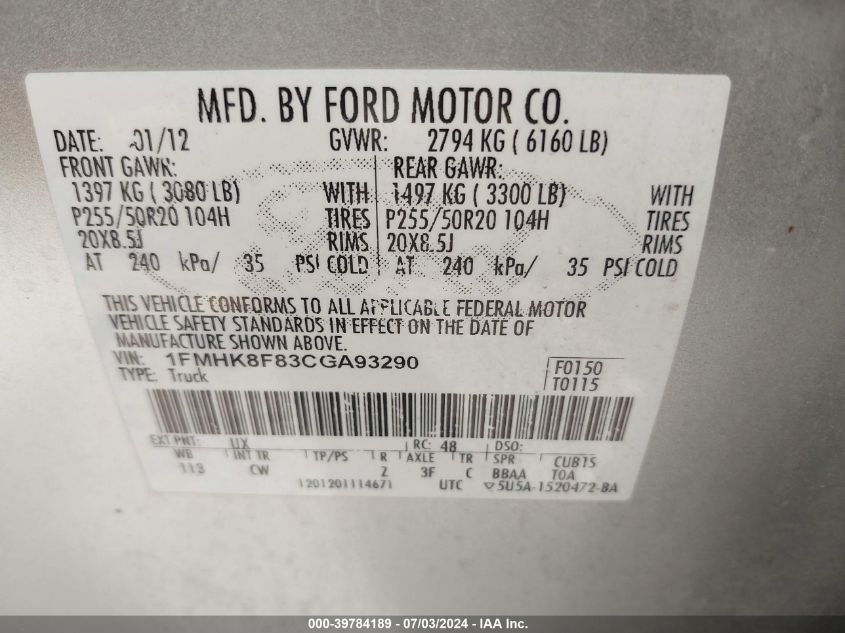 MFD. BY FORD MOTOR CO.
DATE: 01/12 GVWR: 2794 KG ( 6160 LB)
FRONT GAWR: REAR GAWR:
1397 KG ( 3080 LB) WITH 1497 KG ( 3300 LB) WITH
P255/50R20 104H TIRES P255/50R20 104H TIRES
20X8.5J RIMS 20X8.5J RIMS
AT 240 kPa/ 35 PSI COLD AT 240 kPa/ 35 PSI COLD
THIS VEHICLE CONFORMS TO ALL APPLICABLE FEDERAL MOTOR
VEHICLE SAFETY STANDARDS IN EFFECT ON THE DATE OF
MANUFACTURE SHOWN ABOVE.
VIN: 1FMHK8F83CGA93290 F0150
TYPE: Truck T0115
EXT PNT: UX RC: 48 DSO:
WB INT TR TP/PS R AXLE TR SPR CUB1S
113 CW 2 3F C BBAA TOA
1201201114671 UTC ▽5U5A-1520472-BA
000-39784189 - 07/03/2024 - IAA Inc.